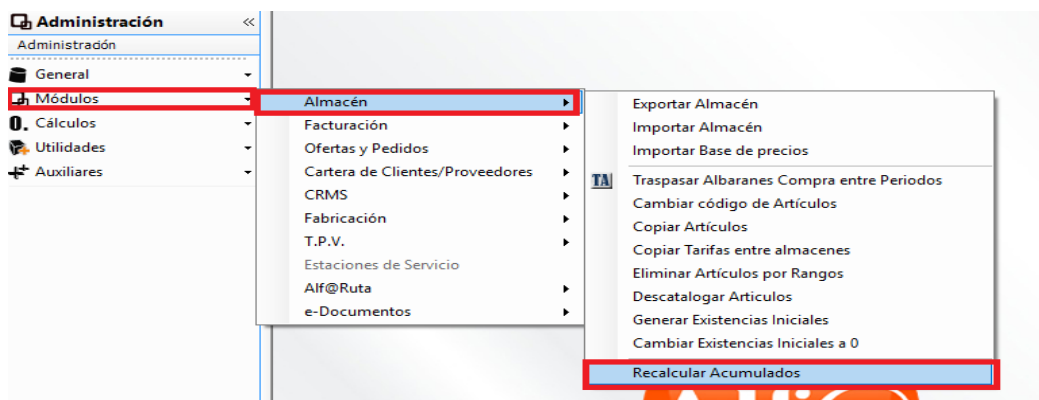 Administración «
Administradón
General
Módulos
Cálculos
Utilidades
Auxiliares
Almacén
Facturación
Ofertas y Pedidos
Cartera de Clientes/Proveedores
CRMS
Fabricación
T.P.V.
Estaciones de Servicio
Alf@Ruta
e-Documentos
Exportar Almacén
Importar Almacén
Importar Base de precios
TA Traspasar Albaranes Compra entre Periodos
Cambiar código de Artículos
Copiar Artículos
Copiar Tarifas entre almacenes
Eliminar Artículos por Rangos
Descatalogar Articulos
Generar Existencias Iniciales
Cambiar Existencias Iniciales a 0
Recalcular Acumulados